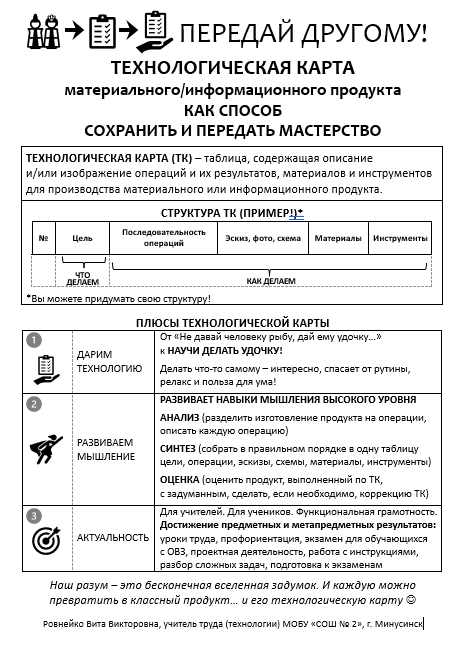 ПЕРЕДАЙ ДРУГОМУ!
ТЕХНОЛОГИЧЕСКАЯ КАРТА
материального/информационного продукта
КАК СПОСОБ
СОХРАНИТЬ И ПЕРЕДАТЬ МАСТЕРСТВО
ТЕХНОЛОГИЧЕСКАЯ КАРТА (ТК) – таблица, содержащая описание
и/или изображение операций и их результатов, материалов и инструментов
для производства материального или информационного продукта.
СТРУКТУРА ТК (ПРИМЕР!)*
№ Цель Последовательность операций Эскиз, фото, схема Материалы Инструменты
ЧТО
ДЕЛАЕМ
КАК ДЕЛАЕМ
*Вы можете придумать свою структуру!
ПЛЮСЫ ТЕХНОЛОГИЧЕСКОЙ КАРТЫ
1
ДАРИМ
ТЕХНОЛОГИЮ
От «Не давай человеку рыбу, дай ему удочку…»
к НАУЧИ ДЕЛАТЬ УДОЧКУ!
Делать что-то самому – интересно, спасает от рутины,
релакс и польза для ума!
2
РАЗВИВАЕМ
МЫШЛЕНИЕ
РАЗВИВАЕТ НАВЫКИ МЫШЛЕНИЯ ВЫСОКОГО УРОВНЯ
АНАЛИЗ (разделить изготовление продукта на операции,
описать каждую операцию)
СИНТЕЗ (собрать в правильном порядке в одну таблицу
цели, операции, эскизы, схемы, материалы, инструменты)
ОЦЕНКА (оценить продукт, выполненный по ТК,
с задуманным, сделать, если необходимо, коррекцию ТК)
3
АКТУАЛЬНОСТЬ
Для учителей. Для учеников. Функциональная грамотность.
Достижение предметных и метапредметных результатов:
уроки труда, профориентация, экзамен для обучающихся
с ОВЗ, проектная деятельность, работа с инструкциями,
разбор сложных задач, подготовка к экзаменам
Наш разум – это бесконечная вселенная задумок. И каждую можно
превратить в классный продукт… и его технологическую карту ☺
Ровнейко Вита Викторовна, учитель труда (технологии) МОБУ «СОШ № 2», г. Минусинск